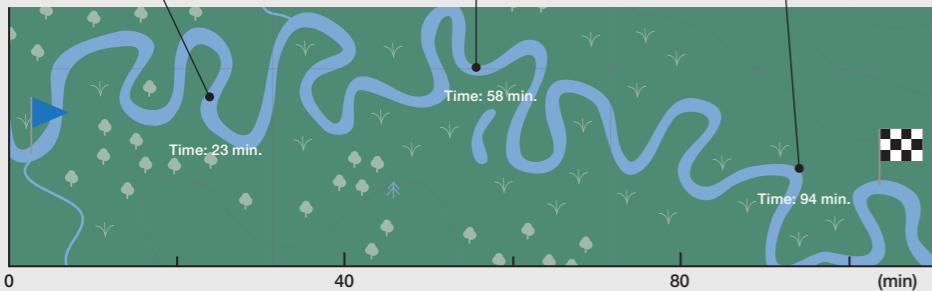 Time: 58 min.
Time: 23 min.
Time: 94 min.
0 40 80 (min)